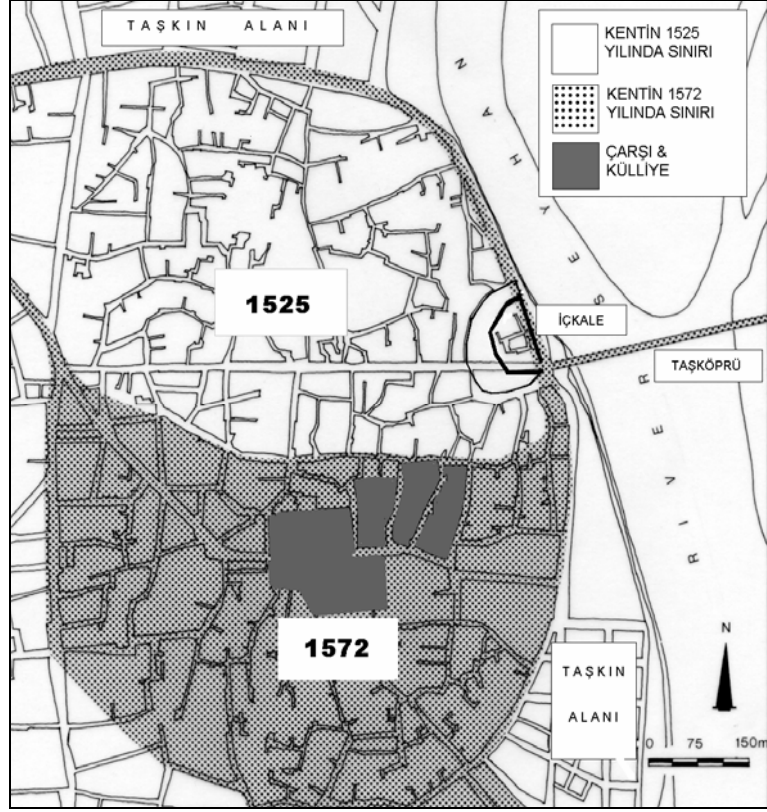 TAŞKIN ALANI
KENTİN 1525
YILINDA SINIRI
KENTİN 1572
YILINDA SINIRI
ÇARŞI &
KÜLLİYE
SEYHAN
RIVER
1525
İÇKALE
TAŞKÖPRÜ
1572
TAŞKIN
ALANI
N
0 75 150m